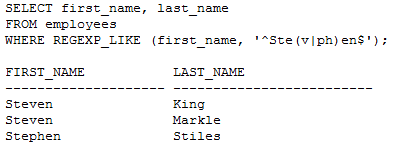 SELECT first_name, last_name
FROM employees
WHERE REGEXP_LIKE (first_name, '^Ste(v|ph)en$');
FIRST_NAME LAST_NAME
-------------------- -------------------------
Steven King
Steven Markle
Stephen Stiles